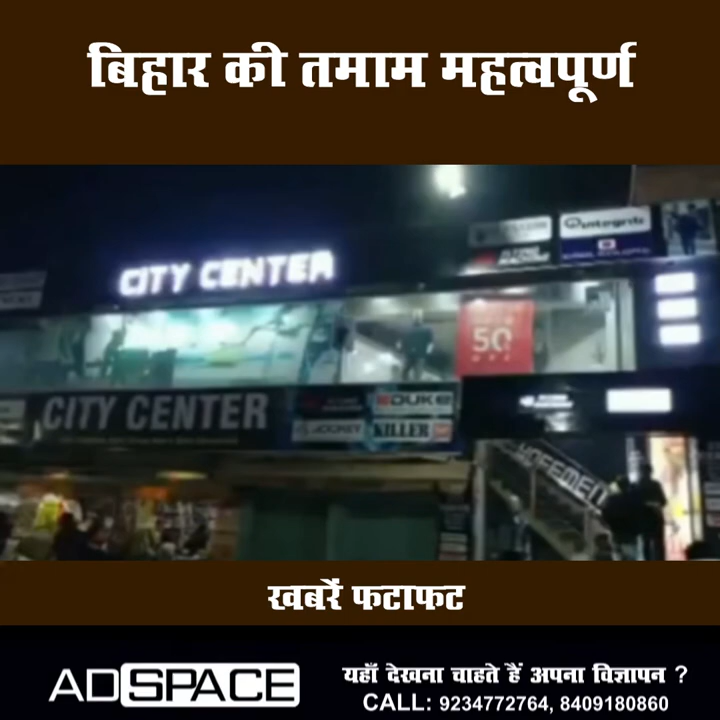 बिहार की तमाम महत्वपूर्ण
CITY CENTER
integriti
50
CITY CENTER
DUKE
JOCKEY
KILLER
खबरें फटाफट
ADSPACE
यहाँ देखना चाहते हैं अपना विज्ञापन ?
CALL: 9234772764, 8409180860